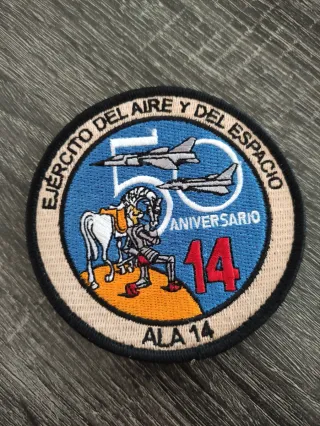 EJÉRCITO DEL AIRE Y DEL ESPACIO
50
ANIVERSARIO
14
ALA 14